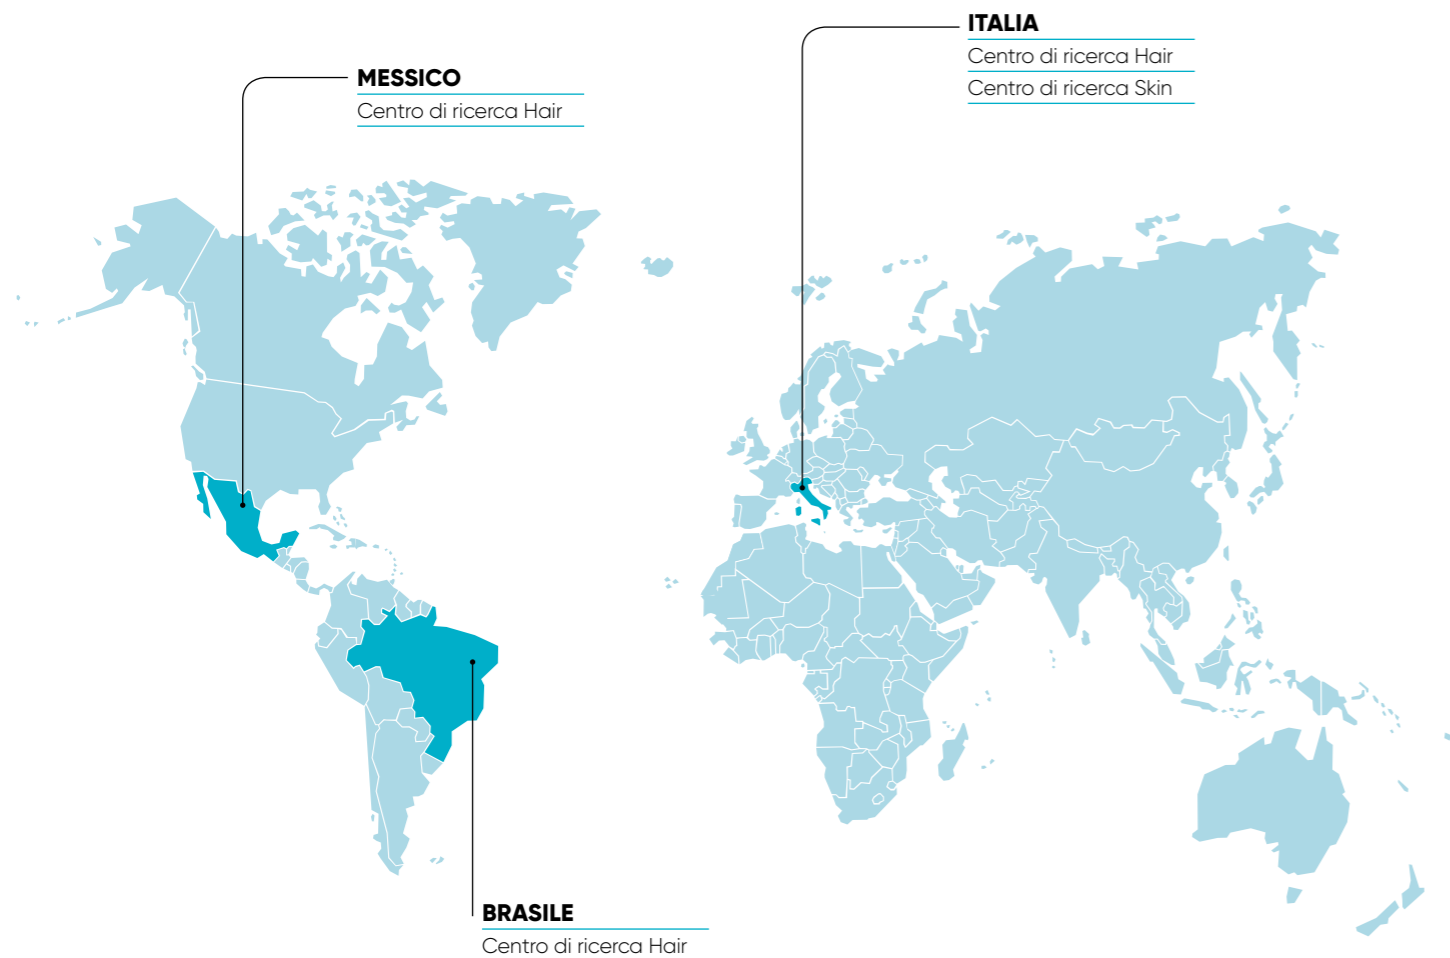 ITALIA
Centro di ricerca Hair
Centro di ricerca Skin
MESSICO
Centro di ricerca Hair
BRASILE
Centro di ricerca Hair